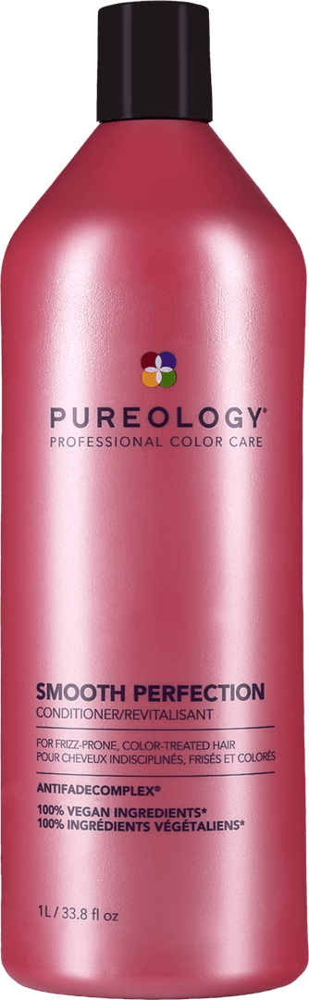 PUREOLOGY®
PROFESSIONAL COLOR CARE
SMOOTH PERFECTION
CONDITIONER/REVITALISANT
FOR FRIZZ-PRONE, COLOR-TREATED HAIR
POUR CHEVEUX INDISCIPLINÉS, FRISÉS ET COLORÉS
ANTIFADECOMPLEX®
100% VEGAN INGREDIENTS*
100% INGRÉDIENTS VÉGÉTALIENS*
1L / 33.8 fl oz